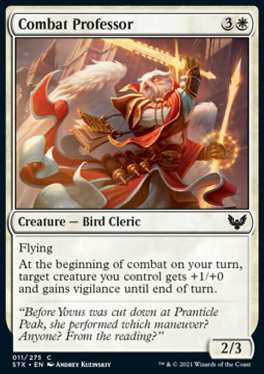 Combat Professor 3
Creature — Bird Cleric
Flying
At the beginning of combat on your turn,
target creature you control gets +1/+0
and gains vigilance until end of turn.
"Before Yovus was cut down at Pranticle
Peak, she performed which maneuver?
Anyone? From the reading?"
2/3
011/275 C
STX • EN ANDREY KUZINSKIY
™ & © 2021 Wizards of the Coast